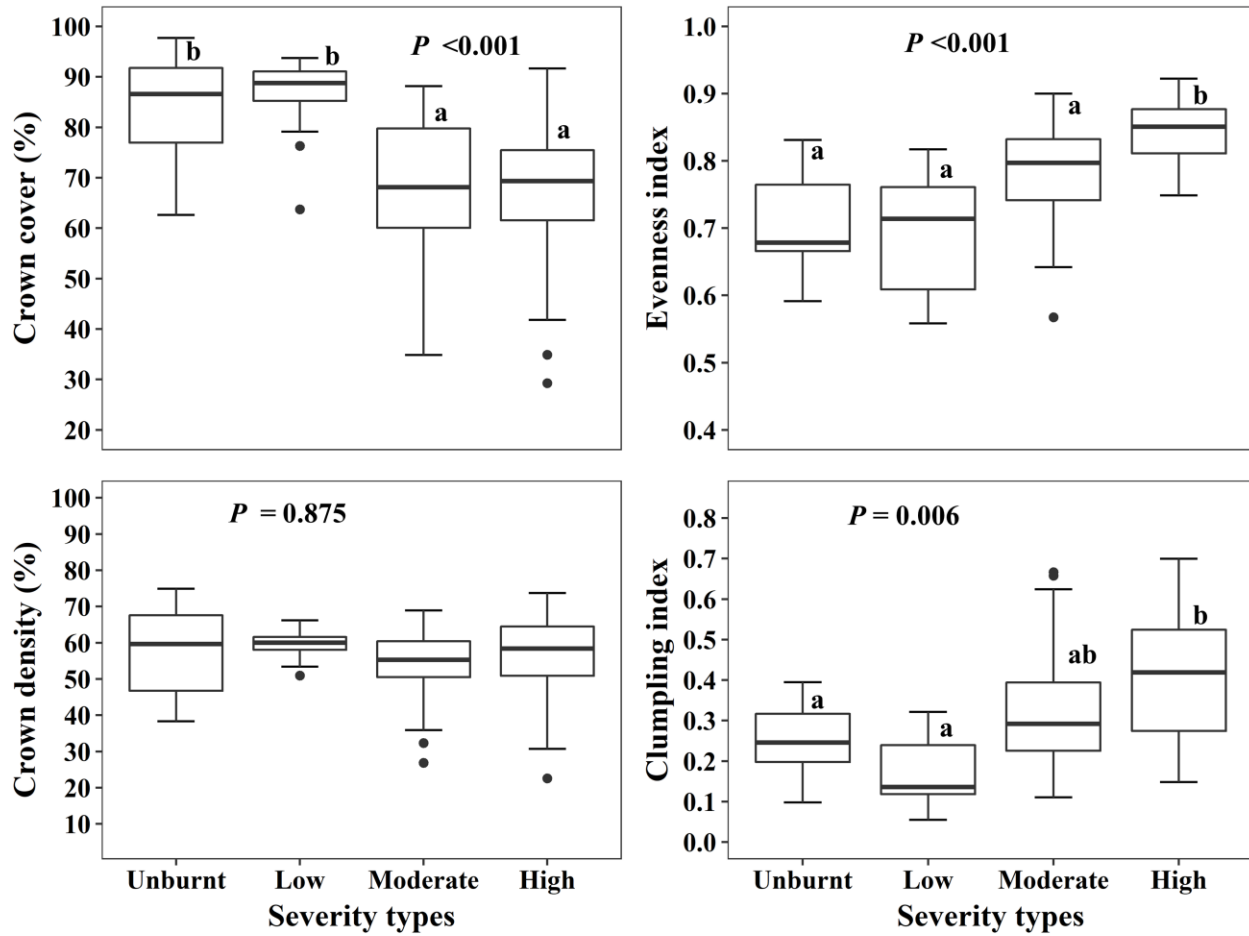 Crown cover (%)
100
90
80
70
60
50
40
30
20
b
b
a
a
P <0.001
Evenness index
1.0
0.9
0.8
0.7
0.6
0.5
0.4
a
a
a
b
P <0.001
Crown density (%)
100
90
80
70
60
50
40
30
20
10
P = 0.875
Unburnt Low Moderate High
Severity types
Clumpling index
0.8
0.7
0.6
0.5
0.4
0.3
0.2
0.1
0.0
a
a
ab
b
P = 0.006
Unburnt Low Moderate High
Severity types